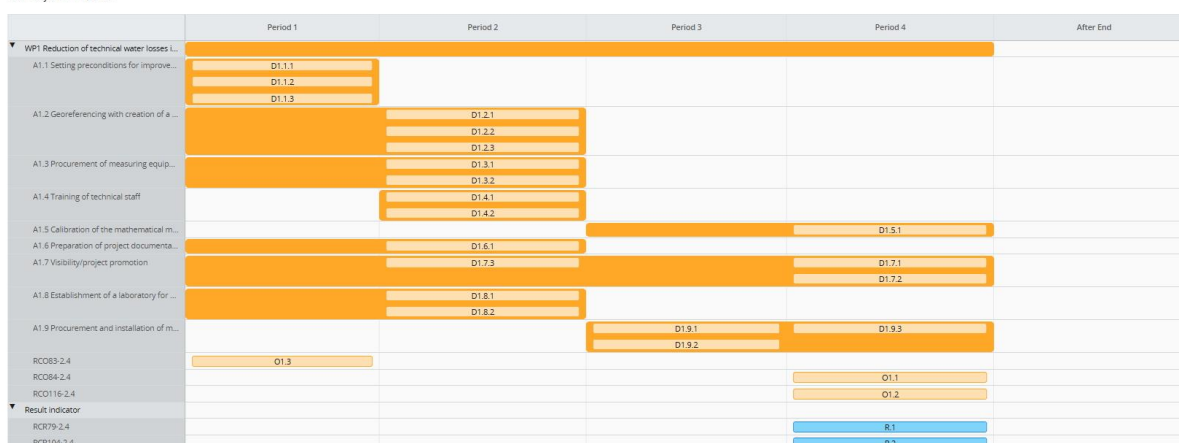 Period 1 Period 2 Period 3 Period 4 After End
WP1 Reduction of technical water losses i...
A1.1 Setting preconditions for improve... D1.1.1
D1.1.2
D1.1.3
A1.2 Georeferencing with creation of a ... D1.2.1
D1.2.2
D1.2.3
A1.3 Procurement of measuring equip... D1.3.1
D1.3.2
A1.4 Training of technical staff D1.4.1
D1.4.2
A1.5 Calibration of the mathematical m... D1.5.1
A1.6 Preparation of project documenta... D1.6.1
A1.7 Visibility/project promotion D1.7.3 D1.7.1
D1.7.2
A1.8 Establishment of a laboratory for ... D1.8.1
D1.8.2
A1.9 Procurement and installation of m... D1.9.1 D1.9.3
D1.9.2
RCO83-2.4 O1.3
RCO84-2.4 O1.1
RCO116-2.4 O1.2
Result indicator
RCR79-2.4 R.1
RCR104-2.4 R.2